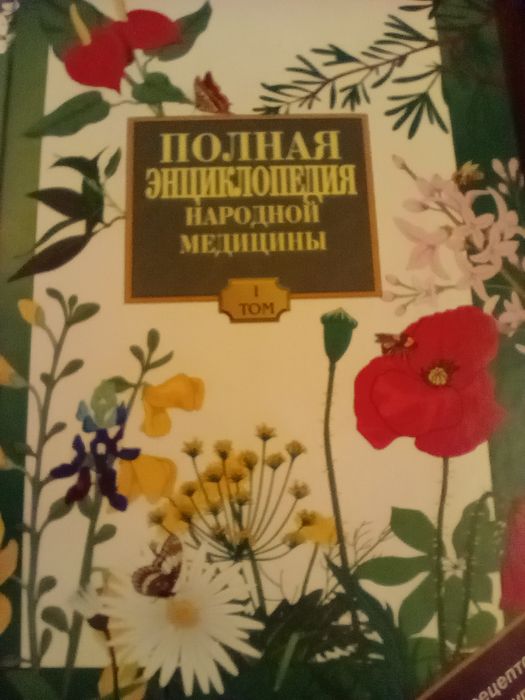 ПОЛНАЯ
ЭНЦИКЛОПЕДИЯ
НАРОДНОЙ
МЕДИЦИНЫ
I
ТОМ